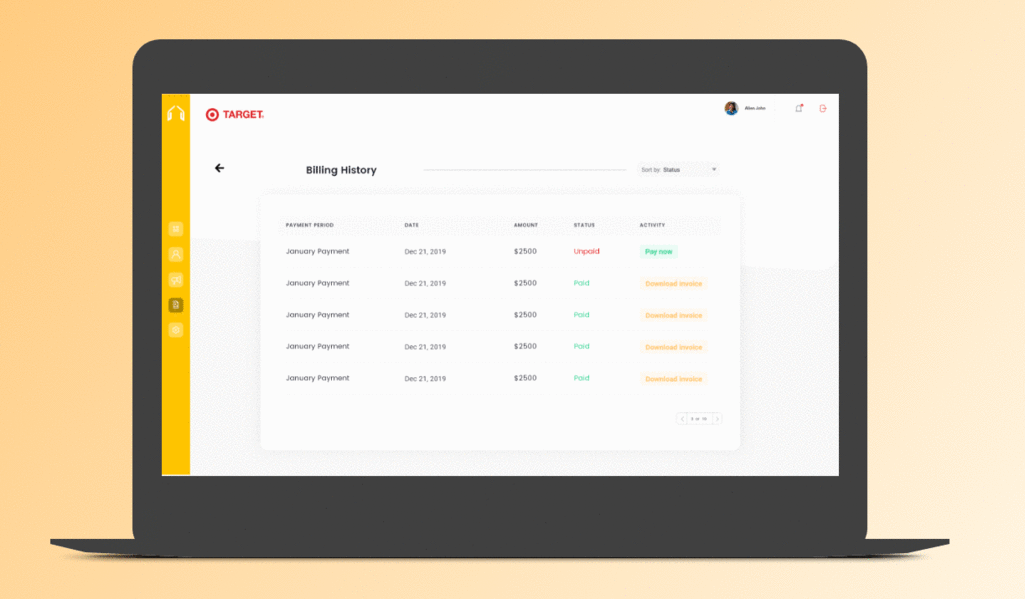 TARGET
Allen John
Billing History
Sort by: Status
PAYMENT PERIOD DATE AMOUNT STATUS ACTIVITY
January Payment Dec 21, 2019 $2500 Unpaid Pay now
January Payment Dec 21, 2019 $2500 Paid Download Invoice
January Payment Dec 21, 2019 $2500 Paid Download Invoice
January Payment Dec 21, 2019 $2500 Paid Download Invoice
January Payment Dec 21, 2019 $2500 Paid Download Invoice